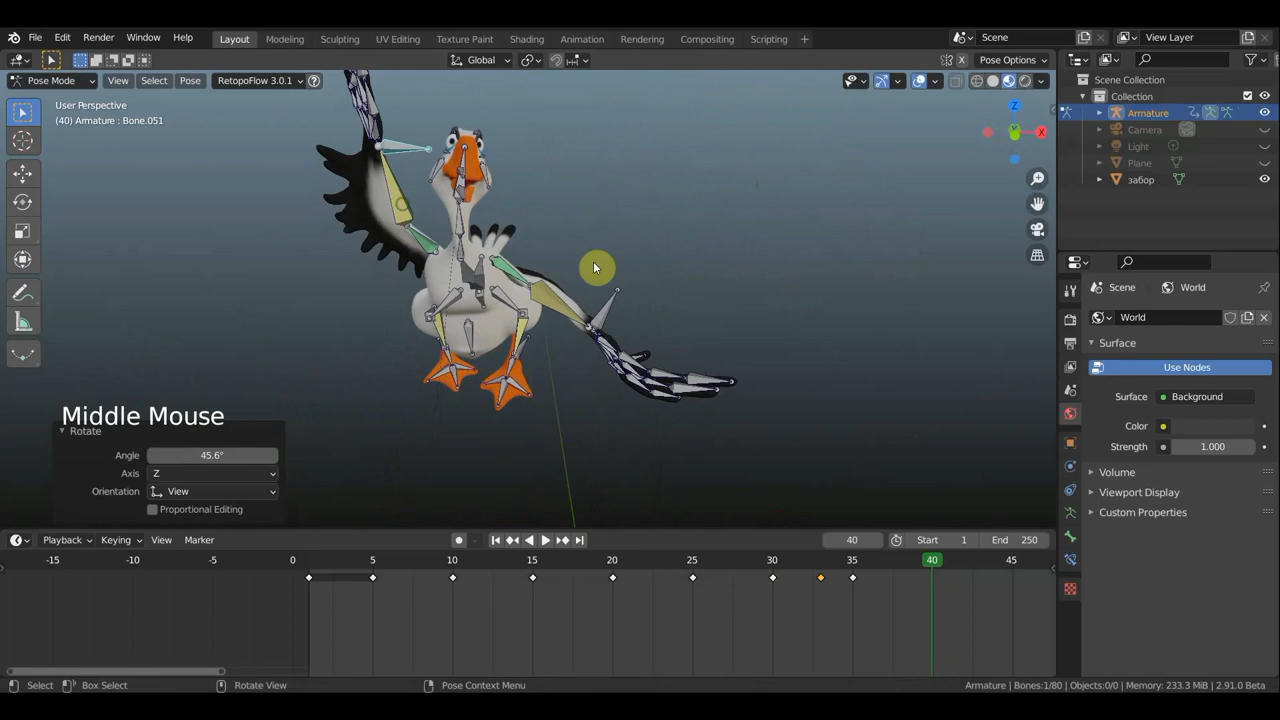 File Edit Render Window Help Layout Modeling Sculpting UV Editing Texture Paint Shading Animation Rendering Compositing Scripting + Scene View Layer
Global Pose Options
Pose Mode View Select Pose RetopoFlow 3.0.1 X
User Perspective
(40) Armature : Bone.051
Z
X
Scene Collection
Collection
Armature
Camera
Light
Plane
забор
Scene World
World
Surface
Use Nodes
Surface Background
Color
Strength 1.000
Volume
Viewport Display
Custom Properties
Middle Mouse
Rotate
Angle 45.6°
Axis Z
Orientation View
Proportional Editing
Playback Keying View Marker 40 Start 1 End 250
-15 -10 -5 0 5 10 15 20 25 30 35 40 45
Select Box Select Rotate View Pose Context Menu Armature | Bones:1/80 | Objects:0/0 | Memory: 233.3 MiB | 2.91.0 Beta